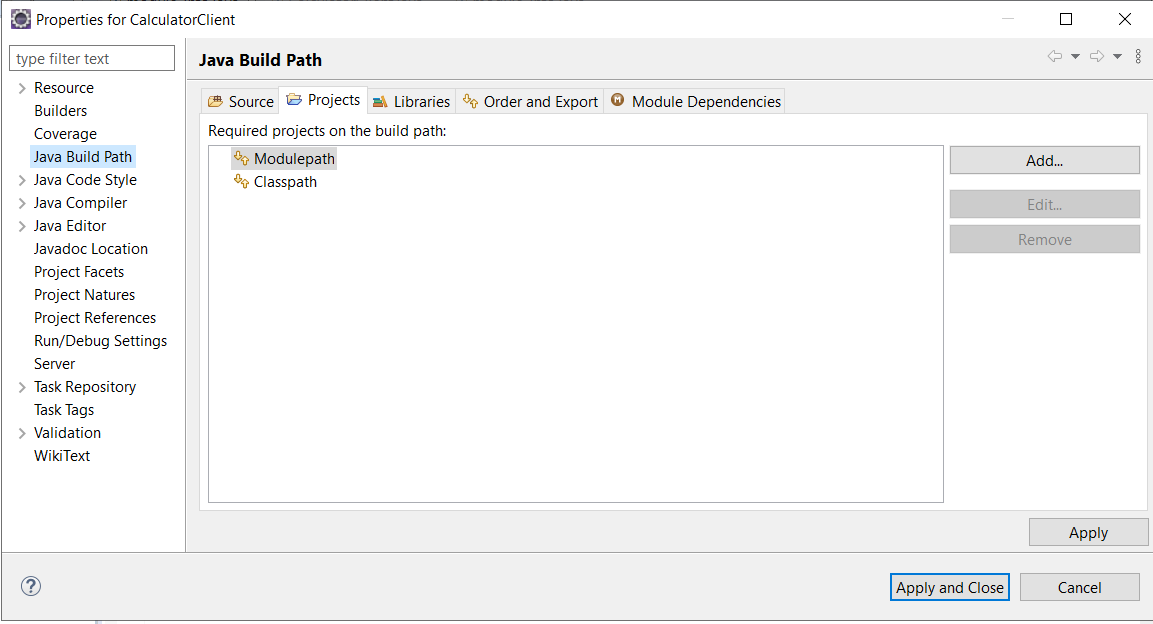 Properties for CalculatorClient
type filter text
Resource
Builders
Coverage
Java Build Path
Java Code Style
Java Compiler
Java Editor
Javadoc Location
Project Facets
Project Natures
Project References
Run/Debug Settings
Server
Task Repository
Task Tags
Validation
WikiText
Java Build Path
Source Projects Libraries Order and Export Module Dependencies
Required projects on the build path:
Modulepath
Classpath
Add...
Edit...
Remove
Apply
Apply and Close Cancel